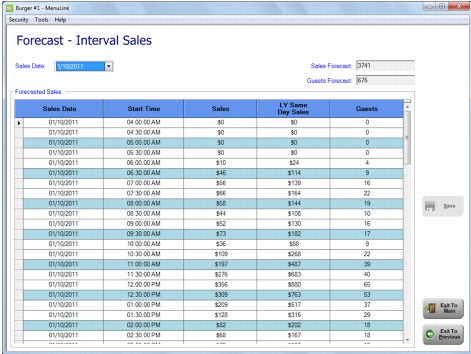 Burger #1 - MenuLink
Security Tools Help
Forecast - Interval Sales
Sales Date: 1/10/2011 Sales Forecast: 3741
Guests Forecast: 675
Forecasted Sales
Sales Date Start Time Sales LY Same Day Sales Guests
01/10/2011 04:00:00 AM $0 $0 0
01/10/2011 04:30:00 AM $0 $0 0
01/10/2011 05:00:00 AM $0 $0 0
01/10/2011 05:30:00 AM $0 $0 0
01/10/2011 06:00:00 AM $10 $24 4
01/10/2011 06:30:00 AM $46 $114 9
01/10/2011 07:00:00 AM $56 $139 16
01/10/2011 07:30:00 AM $66 $164 22
01/10/2011 08:00:00 AM $58 $144 19
01/10/2011 08:30:00 AM $44 $108 10
01/10/2011 09:00:00 AM $52 $130 16
01/10/2011 09:30:00 AM $73 $182 17
01/10/2011 10:00:00 AM $36 $88 9
01/10/2011 10:30:00 AM $109 $268 22
01/10/2011 11:00:00 AM $197 $487 39
01/10/2011 11:30:00 AM $276 $683 40
01/10/2011 12:00:00 PM $356 $880 65
01/10/2011 12:30:00 PM $309 $763 53
01/10/2011 01:00:00 PM $209 $517 37
01/10/2011 01:30:00 PM $128 $316 29
01/10/2011 02:00:00 PM $82 $202 18
01/10/2011 02:30:00 PM $68 $167 18
Save
Exit To Main
Exit To Previous